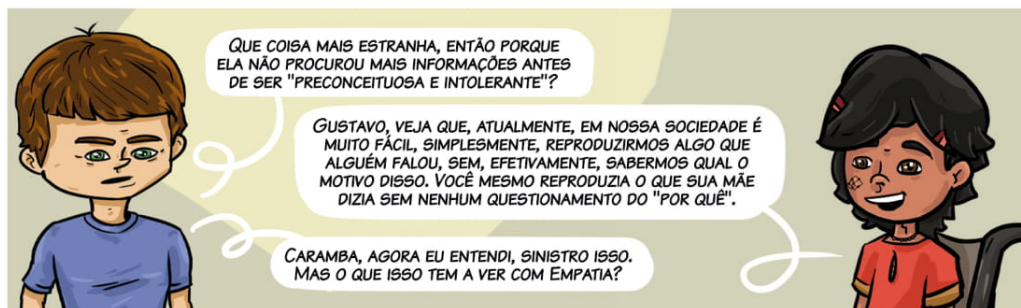 QUE COISA MAIS ESTRANHA, ENTÃO PORQUE
ELA NÃO PROCUROU MAIS INFORMAÇÕES ANTES
DE SER "PRECONCEITUOSA E INTOLERANTE"?
GUSTAVO, VEJA QUE, ATUALMENTE, EM NOSSA SOCIEDADE É
MUITO FÁCIL, SIMPLESMENTE, REPRODUZIRMOS ALGO QUE
ALGUÉM FALOU, SEM, EFETIVAMENTE, SABERMOS QUAL O
MOTIVO DISSO. VOCÊ MESMO REPRODUZIA O QUE SUA MÃE
DIZIA SEM NENHUM QUESTIONAMENTO DO "POR QUÊ".
CARAMBA, AGORA EU ENTENDI, SINISTRO ISSO.
MAS O QUE ISSO TEM A VER COM EMPATIA?